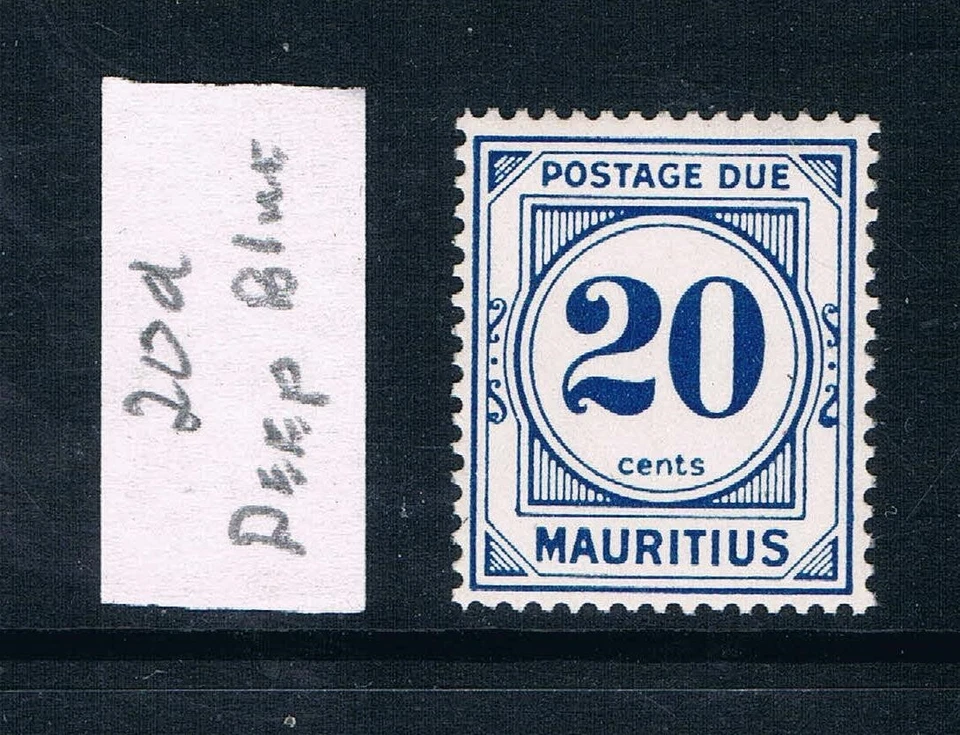 20d
DEEP Blue
POSTAGE DUE
20
cents
MAURITIUS